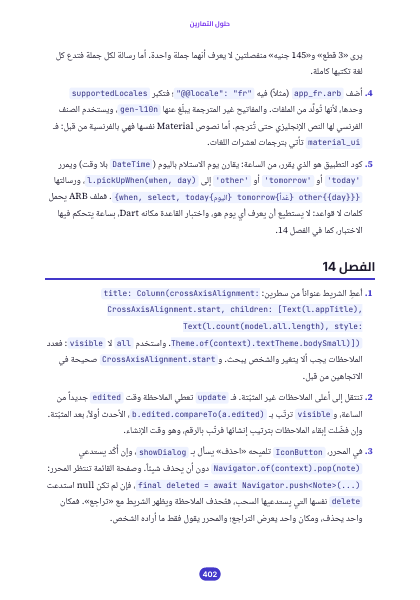 حلول التمارين
يرى «3 قطع» و«145 جنيه» منفصلتين لا يعرف أنهما جملة واحدة. أما رسالة لكل جملة فتدع كل
لغة تكتبها كاملة.
4. أضف app_fr.arb (مثلاً) فيه "@@locale": "fr" ؛ فتكبر supportedLocales
وحدها، لأنها تُولَّد من الملفات. والمفاتيح غير المترجمة يبلّغ عنها gen-l10n ، ويستخدم الصنف
الفرنسي لها النص الإنجليزي حتى تُترجم. أما نصوص Material نفسها فهي بالفرنسية من قبل: فـ
material_ui تأتي بترجمات لعشرات اللغات.
5. كود التطبيق هو الذي يقرر، من الساعة: يقارن يوم الاستلام باليوم ( DateTime بلا وقت) ويمرر
'today' أو 'tomorrow' أو 'other' إلى l.pickUpWhen(when, day) ، ورسالتها
{when, select, today{اليوم} tomorrow{غداً} other{{day}}} . فملف ARB يحمل
كلمات لا قواعد: لا يستطيع أن يعرف أي يوم هو، واختبار القاعدة مكانه Dart، بساعة يتحكم فيها
الاختبار، كما في الفصل 14.
الفصل 14
1. أعطِ الشريط عنواناً من سطرين: title: Column(crossAxisAlignment:
CrossAxisAlignment.start, children: [Text(l.appTitle),
Text(l.count(model.all.length), style:
Theme.of(context).textTheme.bodySmall)]) . واستخدم all لا visible : فعدد
الملاحظات يجب ألا يتغير والشخص يبحث. و CrossAxisAlignment.start صحيحة في
الاتجاهين من قبل.
2. تنتقل إلى أعلى الملاحظات غير المثبّتة. فـ update تعطي الملاحظة وقت edited جديداً من
الساعة، و visible ترتّب بـ b.edited.compareTo(a.edited) ، الأحدث أولاً، بعد المثبّتة.
وإن فضّلت إبقاء الملاحظات بترتيب إنشائها فرتّب بالرقم، وهو وقت الإنشاء.
3. في المحرر، IconButton تلميحه «احذف» يسأل بـ showDialog ، وإن أُكّد يستدعي
Navigator.of(context).pop(note) دون أن يحذف شيئاً. وصفحة القائمة تنتظر المحرر:
final deleted = await Navigator.push<Note>(...) ، فإن لم تكن null استدعت
delete نفسها التي يستدعيها السحب، فتُحذف الملاحظة ويظهر الشريط مع «تراجع». فمكان
واحد يحذف، ومكان واحد يعرض التراجع؛ والمحرر يقول فقط ما أراده الشخص.
402